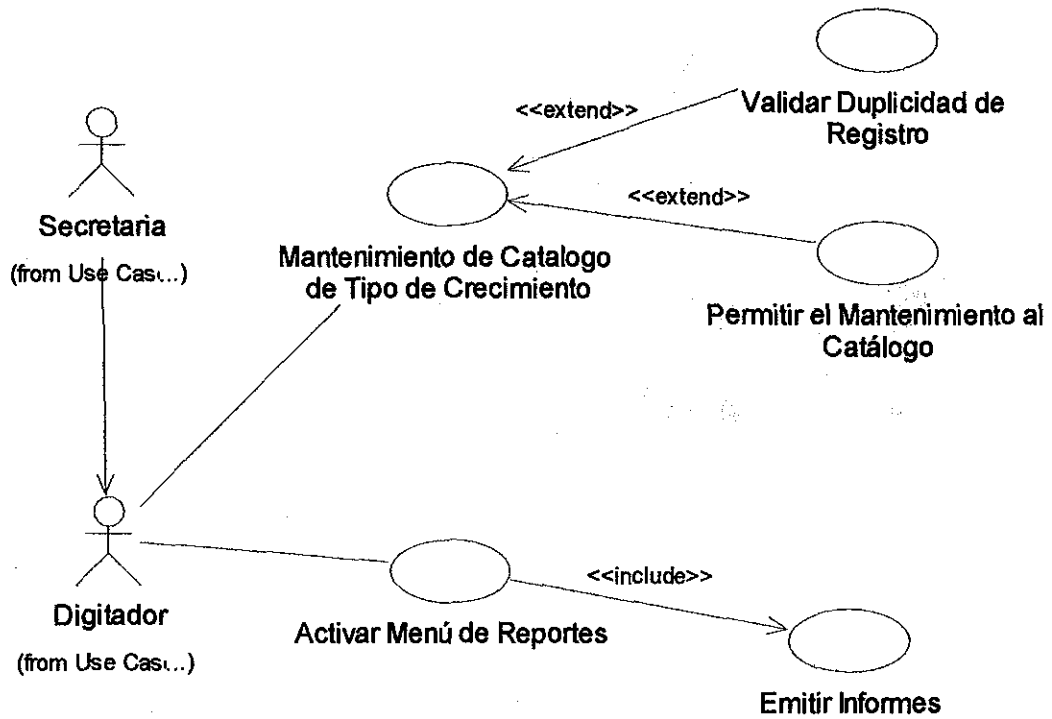 <<extend>>
Validar Duplicidad de
Registro
Secretaria
(from Use Cas...)
<<extend>>
Mantenimiento de Catalogo
de Tipo de Crecimiento
Permitir el Mantenimiento al
Catálogo
Digitador
(from Use Cas...)
<<include>>
Activar Menú de Reportes
Emitir Informes